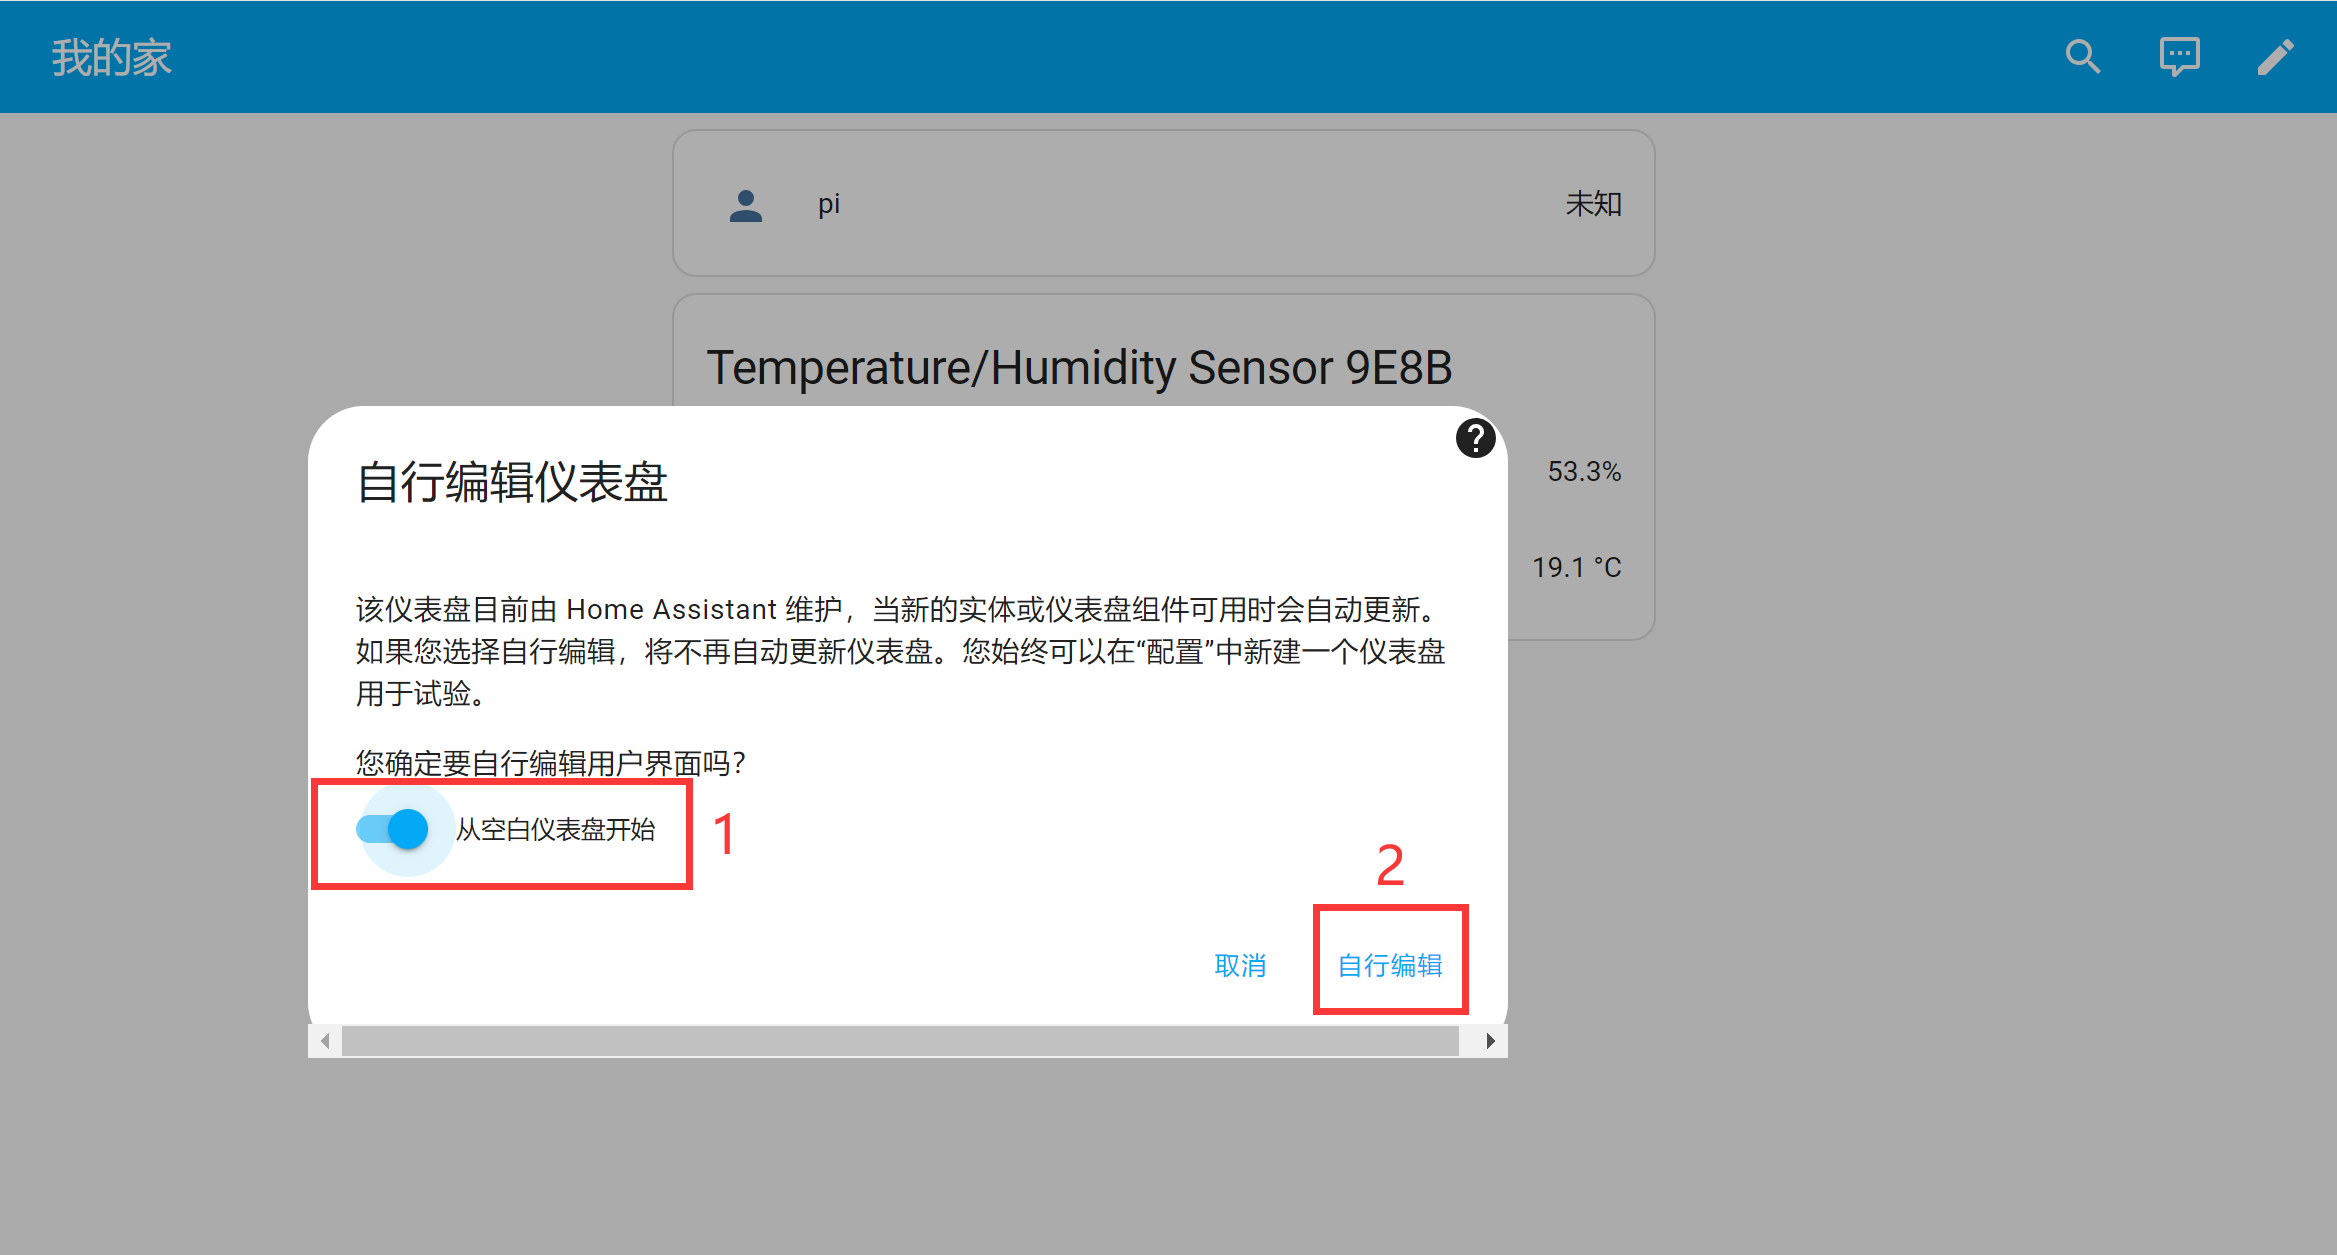 我的家
pi
未知
Temperature/Humidity Sensor 9E8B
53.3%
19.1 °C
自行编辑仪表盘
该仪表盘目前由 Home Assistant 维护，当新的实体或仪表盘组件可用时会自动更新。
如果您选择自行编辑，将不再自动更新仪表盘。您始终可以在“配置”中新建一个仪表盘
用于试验。
您确定要自行编辑用户界面吗？
从空白仪表盘开始
1
2
取消
自行编辑